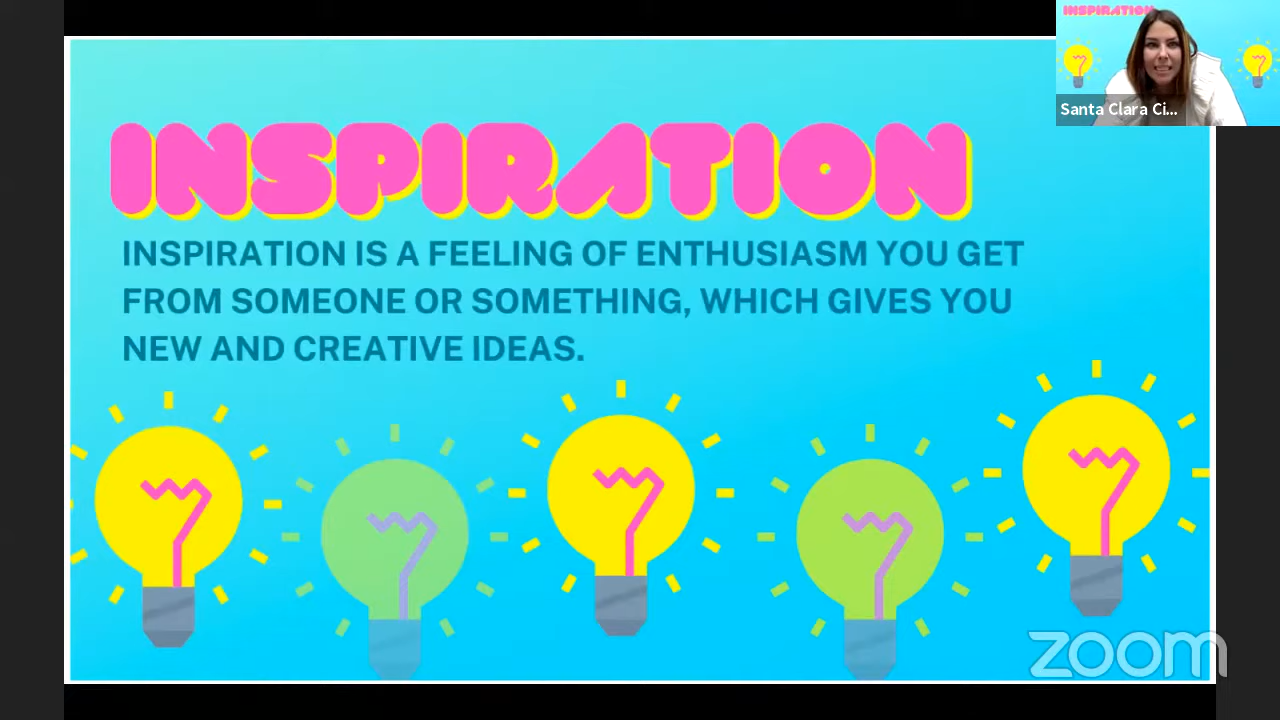 INSPIRATION
INSPIRATION IS A FEELING OF ENTHUSIASM YOU GET
FROM SOMEONE OR SOMETHING, WHICH GIVES YOU
NEW AND CREATIVE IDEAS.
INSPIRATION
Santa Clara Ci...
zoom